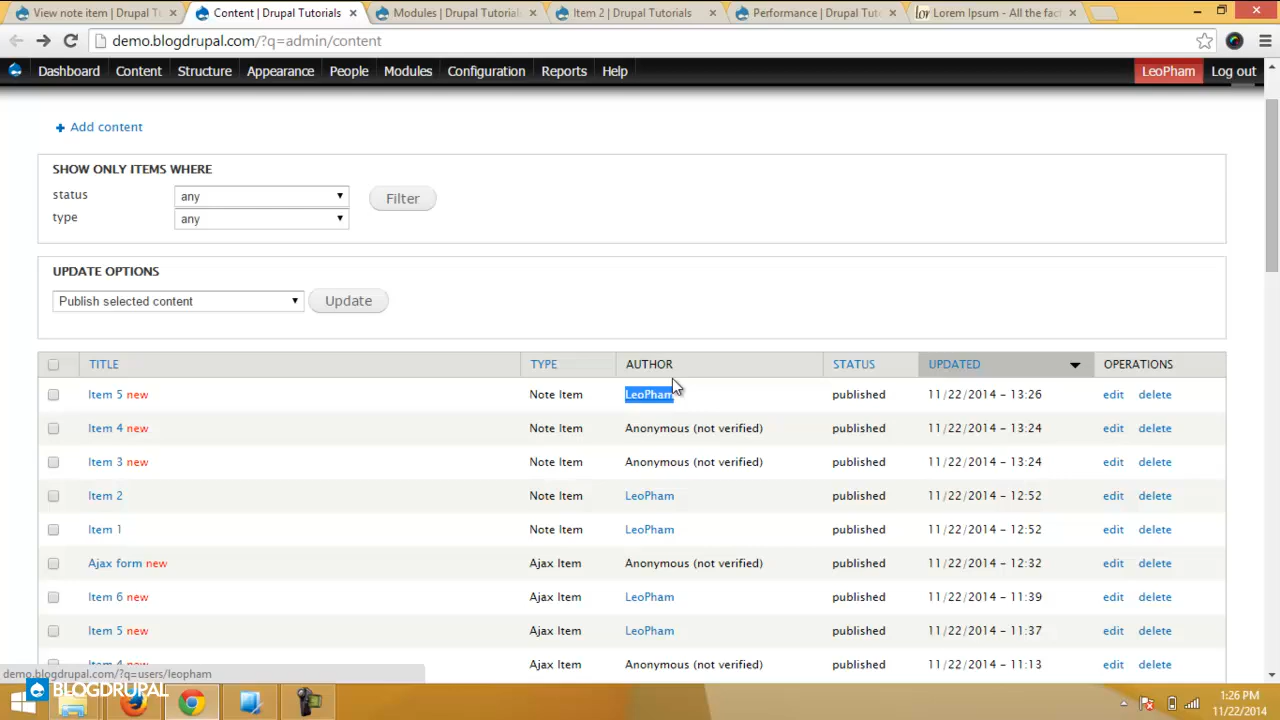 View note item | Drupal T
Content | Drupal Tutorials
Modules | Drupal Tutorials
Item 2 | Drupal Tutorials
Performance | Drupal Tuto
Lorem Ipsum - All the fact
demo.blogdrupal.com/?q=admin/content
Dashboard Content Structure Appearance People Modules Configuration Reports Help LeoPham Log out
Add content
SHOW ONLY ITEMS WHERE
status any Filter
type any
UPDATE OPTIONS
Publish selected content Update
TITLE TYPE AUTHOR STATUS UPDATED OPERATIONS
Item 5 new Note Item LeoPham published 11/22/2014 - 13:26 edit delete
Item 4 new Note Item Anonymous (not verified) published 11/22/2014 - 13:24 edit delete
Item 3 new Note Item Anonymous (not verified) published 11/22/2014 - 13:24 edit delete
Item 2 Note Item LeoPham published 11/22/2014 - 12:52 edit delete
Item 1 Note Item LeoPham published 11/22/2014 - 12:52 edit delete
Ajax form new Ajax Item Anonymous (not verified) published 11/22/2014 - 12:32 edit delete
Item 6 new Ajax Item LeoPham published 11/22/2014 - 11:39 edit delete
Item 5 new Ajax Item LeoPham published 11/22/2014 - 11:37 edit delete
Item 4 new Ajax Item Anonymous (not verified) published 11/22/2014 - 11:13 edit delete
demo.blogdrupal.com/?q=users/leopham
BLOGDRUPAL
1:26 PM
11/22/2014